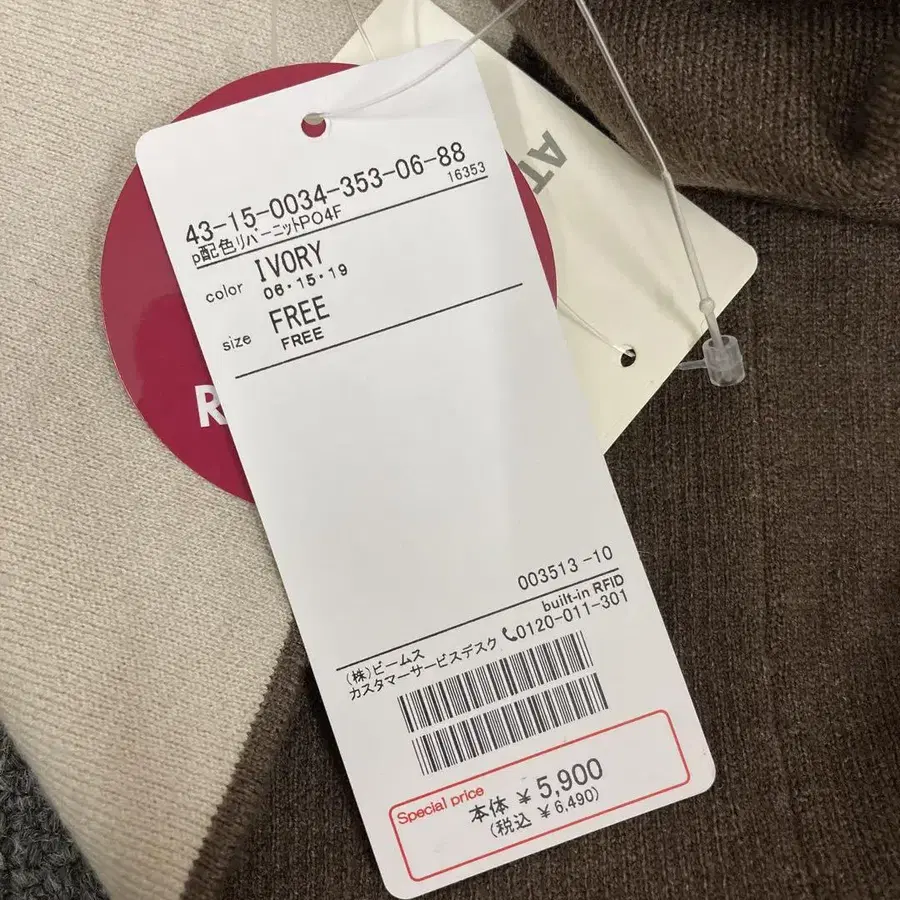 43-15-0034-353-06-88
16353
p配色リバーニットPO4F
color IVORY
06・15・19
size FREE
FREE
003513 -10
built-in RFID
(株)ビームス
カスタマーサービスデスク 0120-011-301
Special price
本体 ¥5,900
(税込 ¥6,490)
R
AT